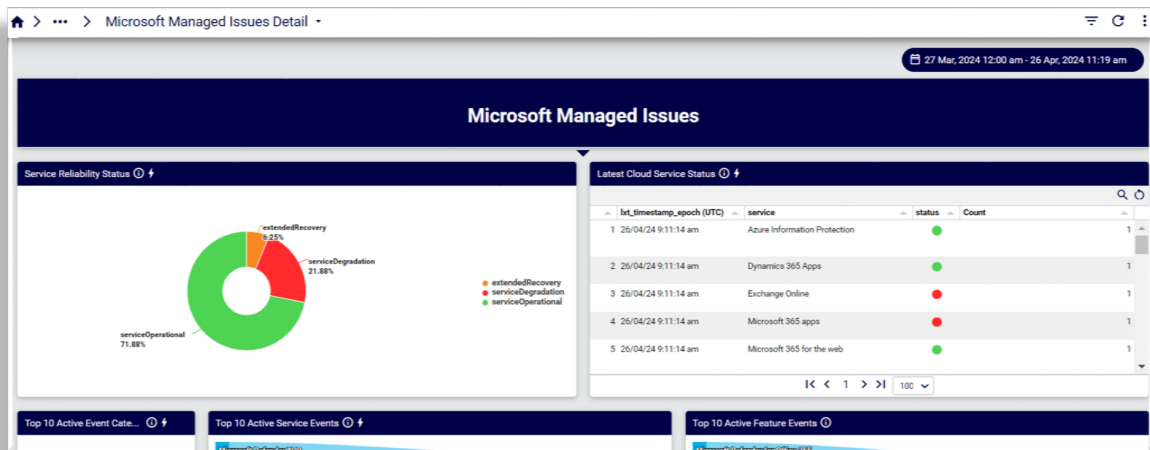 Microsoft Managed Issues Detail
27 Mar, 2024 12:00 am - 26 Apr, 2024 11:19 am
Microsoft Managed Issues
Service Reliability Status
extendedRecovery
6.25%
serviceDegradation
21.88%
serviceOperational
71.88%
extendedRecovery
serviceDegradation
serviceOperational
Latest Cloud Service Status
lxt_timestamp_epoch (UTC) service status Count
1 26/04/24 9:11:14 am Azure Information Protection 1
2 26/04/24 9:11:14 am Dynamics 365 Apps 1
3 26/04/24 9:11:14 am Exchange Online 1
4 26/04/24 9:11:14 am Microsoft 365 apps 1
5 26/04/24 9:11:14 am Microsoft 365 for the web 1
1 100
Top 10 Active Event Cate...
Top 10 Active Service Events
Top 10 Active Feature Events